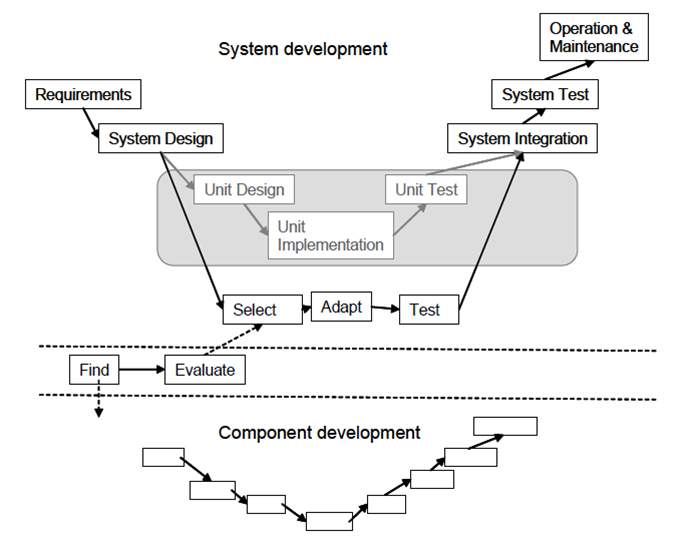 System development
Operation &
Maintenance
Requirements
System Test
System Design
System Integration
Unit Design
Unit Test
Unit
Implementation
Select
Adapt
Test
Find
Evaluate
Component development